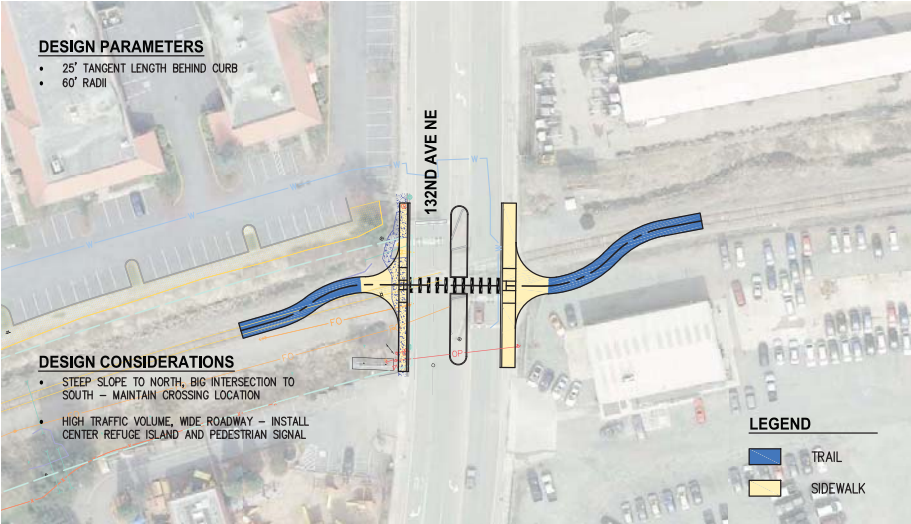 DESIGN PARAMETERS
• 25' TANGENT LENGTH BEHIND CURB
• 60' RADII
132ND AVE NE
W
W
W
FO
OP
DESIGN CONSIDERATIONS
• STEEP SLOPE TO NORTH, BIG INTERSECTION TO
SOUTH – MAINTAIN CROSSING LOCATION
• HIGH TRAFFIC VOLUME, WIDE ROADWAY – INSTALL
CENTER REFUGE ISLAND AND PEDESTRIAN SIGNAL
LEGEND
TRAIL
SIDEWALK